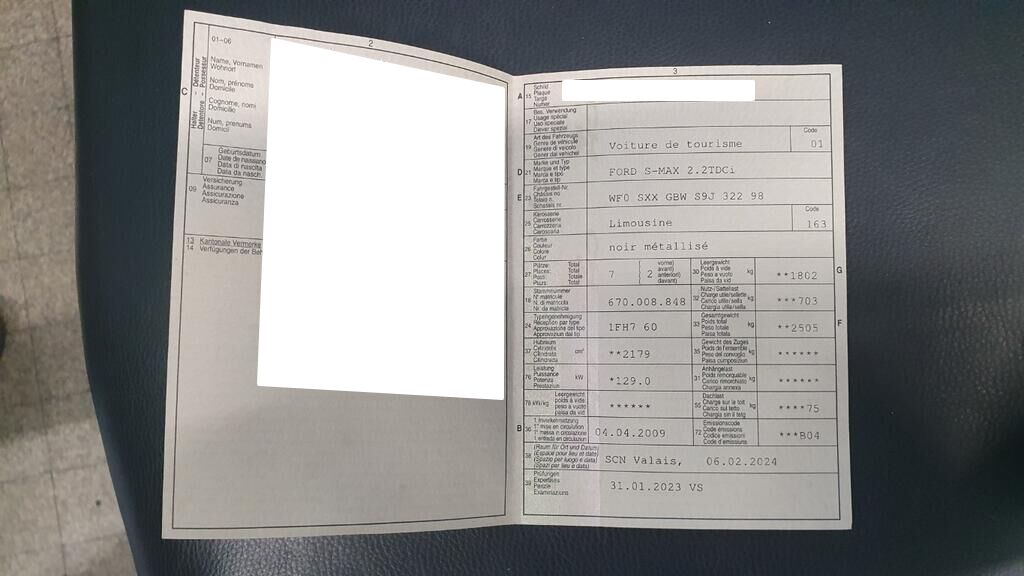 2
01-06
C
Halter - Détenteur
Detentore - Possessur
Name, Vornamen
Wohnort
Nom, prénoms
Domicile
Cognome, nomi
Domicilio
Num, prenums
Domicil
07
Geburtsdatum
Date de naissanc
Data di nascita
Data da nasch.
09
Versicherung
Assurance
Assicurazione
Assicuranza
13
14
Kantonale Vermerke
Verfügungen der Beh
3
A 15
Schild
Plaque
Targa
Numer
17
Bes. Verwendung
Usage spécial
Uso speciale
Diever spezial
19
Art des Fahrzeugs
Genre de véhicule
Genere di veicolo
Gener dal vehichel
Voiture de tourisme
Code
01
D 21
Marke und Typ
Marque et type
Marca e tipo
Marca e tip
FORD S-MAX 2.2TDCi
E 23
Fahrgestell-Nr.
Châssis no
Telaio n.
Schassis nr.
WF0 SXX GBW S9J 322 98
25
Karosserie
Carrosserie
Carrozzeria
Carossaria
Limousine
Code
163
26
Farbe
Couleur
Colore
Colur
noir métallisé
27
Plätze: Total
Places: Total
Posti: Totale
Plazs: Total
7
2
vorne)
avant)
anteriori)
davant)
30
Leergewicht
Poids à vide
Peso a vuoto
Paisa da vid
kg
**1802
G
18
Stammnummer
N° matricule
N. di matricola
Nr. da matricla
670.008.848
32
Nutz-/Sattellast
Charge utile/sellette
Carico utile/sella
Chargia utila/sella
kg
***703
24
Typengenehmigung
Réception par type
Approvazione del tipo
Approvaziun dal tip
1FH7 60
33
Gesamtgewicht
Poids total
Peso totale
Paisa totala
kg
**2505
F
37
Hubraum
Cylindrée
Cilindrata
Cilindrada
cm³
**2179
35
Gewicht des Zuges
Poids de l'ensemble
Peso del convoglio
Paisa cumposiziun
kg
******
76
Leistung
Puissance
Potenza
Prestaziun
kW
*129.0
31
Anhängelast
Poids remorquable
Carico rimorchiato
Chargia annexa
kg
******
78 kW/kg
Leergewicht
poids à vide
peso a vuoto
paisa da vid
******
55
Dachlast
Charge sur le toit
Carico sul tetto
Chargia sin il tetg
kg
****75
B 36
1. Inverkehrsetzung
1re mise en circulation
1a messa in circolazione
1. entrada en circulaziun
04.04.2009
72
Emissionscode
Code émissions
Codice emissioni
Code d'emissiuns
***B04
38
(Raum für Ort und Datum)
(Espace pour lieu et date)
(Spazio per luogo e data)
(Spazi per lieu e data)
SCN Valais, 06.02.2024
39
Prüfungen
Expertises
Perizie
Examinaziuns
31.01.2023 VS